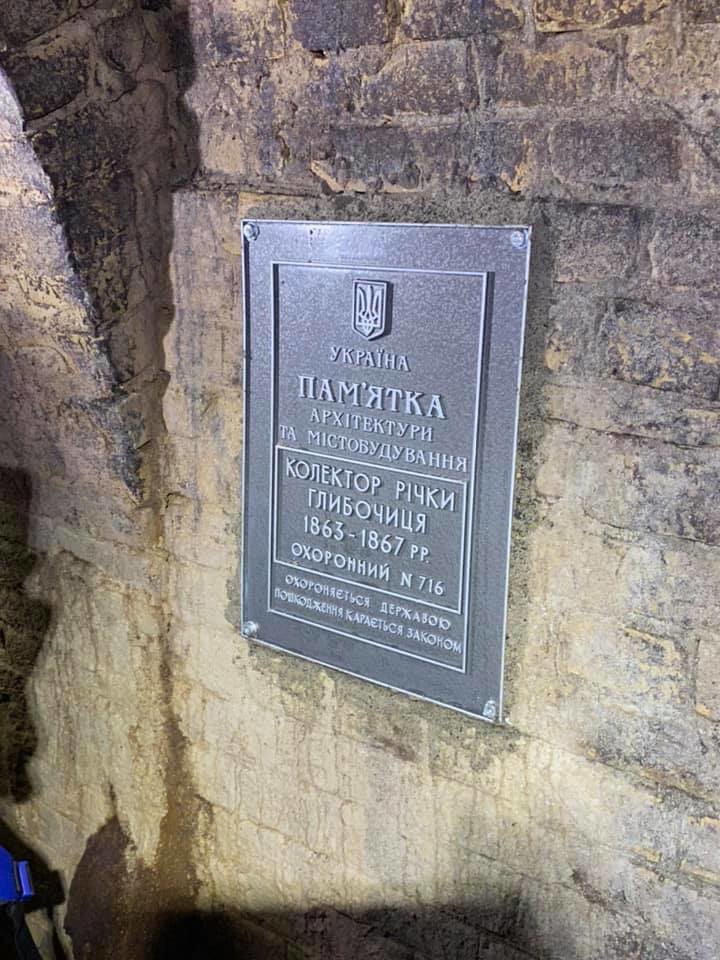 УКРАЇНА
ПАМ'ЯТКА
АРХІТЕКТУРИ
ТА МІСТОБУДУВАННЯ
КОЛЕКТОР РІЧКИ
ГЛИБОЧИЦЯ
1863-1867 РР.
ОХОРОННИЙ N 716
ОХОРОНЯЄТЬСЯ ДЕРЖАВОЮ
ПОШКОДЖЕННЯ КАРАЄТЬСЯ ЗАКОНОМ